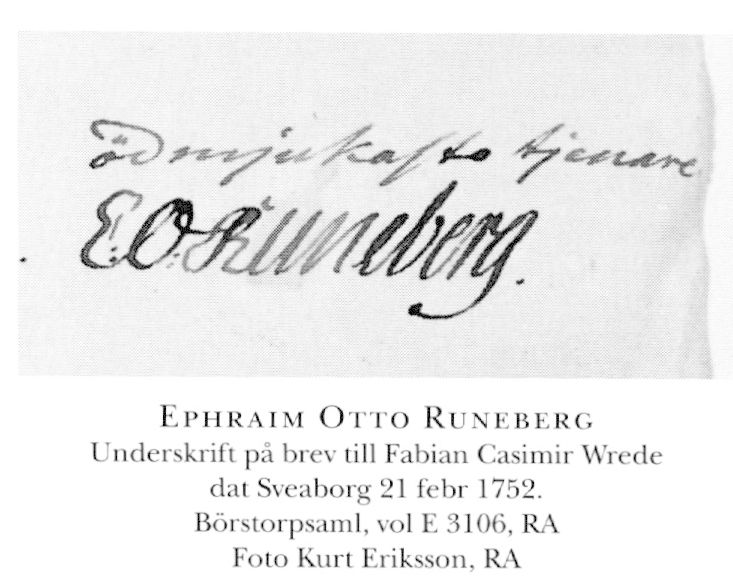 ödmjukaste tjenare
E: O: Runeberg.
EPHRAIM OTTO RUNEBERG
Underskrift på brev till Fabian Casimir Wrede
dat Sveaborg 21 febr 1752.
Börstorpsaml, vol E 3106, RA
Foto Kurt Eriksson, RA